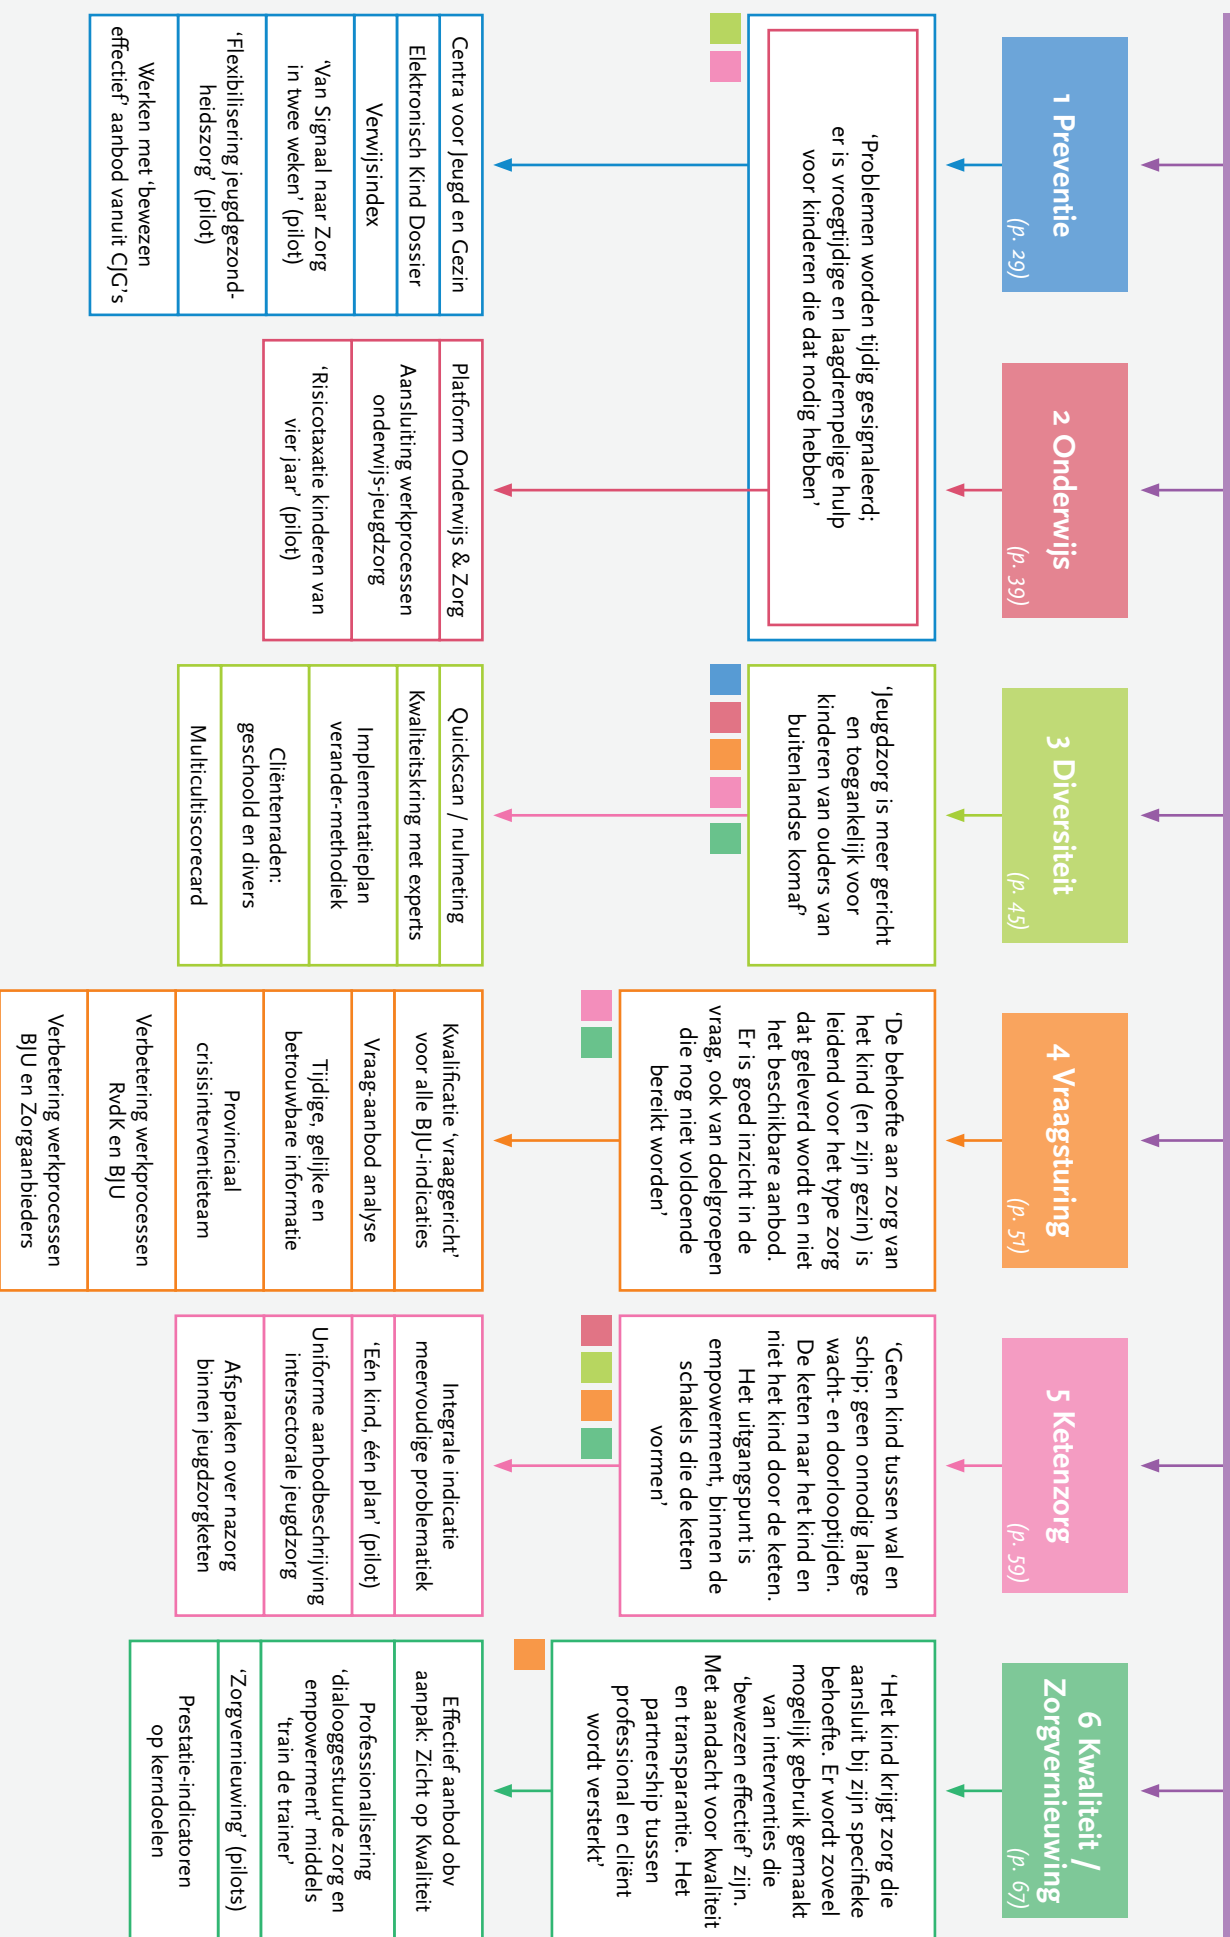 1 Preventie
(p. 29)
2 Onderwijs
(p. 39)
3 Diversiteit
(p. 45)
4 Vraagsturing
(p. 51)
5 Ketenzorg
(p. 59)
6 Kwaliteit /
Zorgvernieuwing
(p. 67)
‘Problemen worden tijdig gesignaleerd;
er is vroegtijdige en laagdrempelige hulp
voor kinderen die dat nodig hebben’
‘Jeugdzorg is meer gericht
en toegankelijk voor
kinderen van ouders van
buitenlandse komaf’
‘De behoefte aan zorg van
het kind (en zijn gezin) is
leidend voor het type zorg
dat geleverd wordt en niet
het beschikbare aanbod.
Er is goed inzicht in de
vraag, ook van doelgroepen
die nog niet voldoende
bereikt worden’
‘Geen kind tussen wal en
schip; geen onnodig lange
wacht- en doorlooptijden.
De keten naar het kind en
niet het kind door de keten.
Het uitgangspunt is
empowerment, binnen de
schakels die de keten
vormen’
‘Het kind krijgt zorg die
aansluit bij zijn specifieke
behoefte. Er wordt zoveel
mogelijk gebruik gemaakt
van interventies die
‘bewezen effectief’ zijn.
Met aandacht voor kwaliteit
en transparantie. Het
partnership tussen
professional en cliënt
wordt versterkt’
Centra voor Jeugd en Gezin
Elektronisch Kind Dossier
Verwijsindex
‘Van Signaal naar Zorg
in twee weken’ (pilot)
‘Flexibilisering jeugdgezond-
heidszorg’ (pilot)
Werken met ‘bewezen
effectief’ aanbod vanuit CJG’s
Platform Onderwijs & Zorg
Aansluiting werkprocessen
onderwijs-jeugdzorg
‘Risicotaxatie kinderen van
vier jaar’ (pilot)
Quickscan / nulmeting
Kwaliteitskring met experts
Implementatieplan
verander-methodiek
Cliëntenraden:
geschoold en divers
Multicultiscorecard
Kwalificatie ‘vraaggericht’
voor alle BJU-indicaties
Vraag-aanbod analyse
Tijdige, gelijke en
betrouwbare informatie
Provinciaal
crisisinterventieteam
Verbetering werkprocessen
RvdK en BJU
Verbetering werkprocessen
BJU en Zorgaanbieders
Integrale indicatie
meervoudige problematiek
‘Eén kind, één plan’ (pilot)
Uniforme aanbodbeschrijving
intersectorale jeugdzorg
Afspraken over nazorg
binnen jeugdzorgketen
Effectief aanbod obv
aanpak: Zicht op Kwaliteit
Professionalisering
‘dialooggestuurde zorg en
empowerment’ middels
‘train de trainer’
‘Zorgvernieuwing’ (pilots)
Prestatie-indicatoren
op kerndoelen